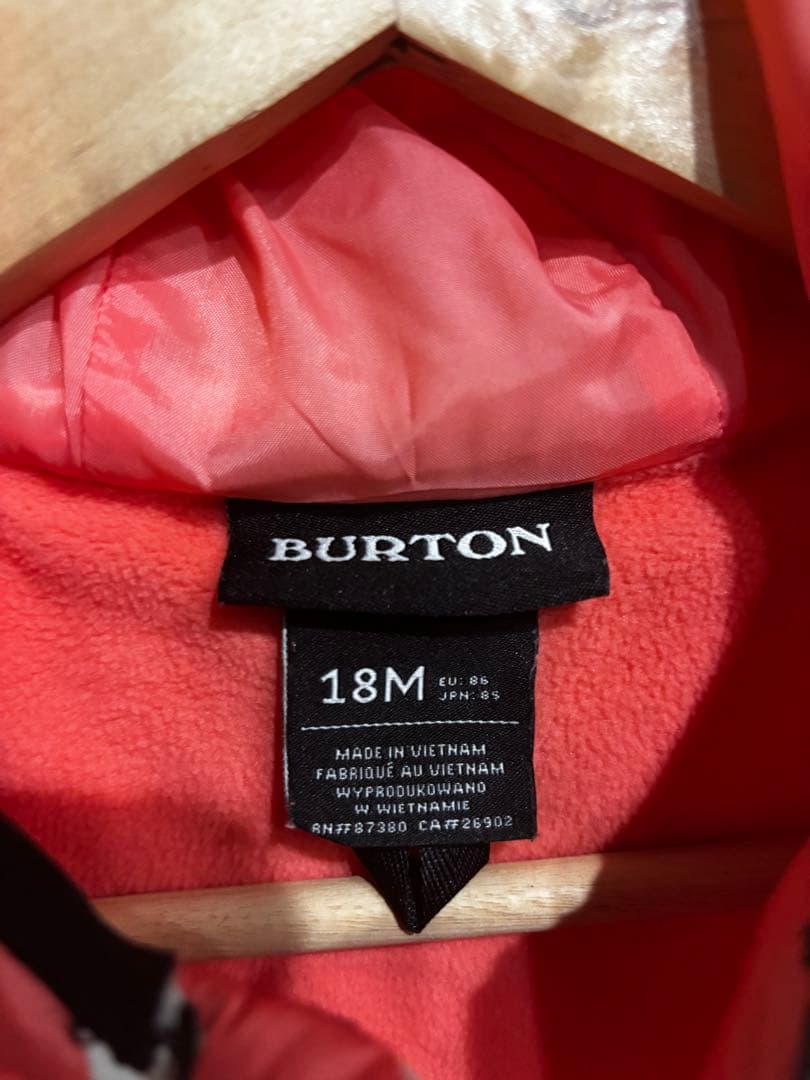 BURTON
18M
EU: 86
JPN: 85
MADE IN VIETNAM
FABRIQUÉ AU VIETNAM
WYPRODUKOWANO
W. WIETNAMIE
RN# 87380 CA# 26902